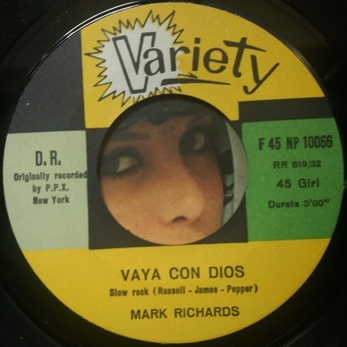 Variety
D. R.
Originally recorded
by P.P.X.
New York
F 45 NP 10066
RR 819/32
45 Giri
Durata 3'00"
VAYA CON DIOS
Slow rock (Russell - James - Pepper)
MARK RICHARDS